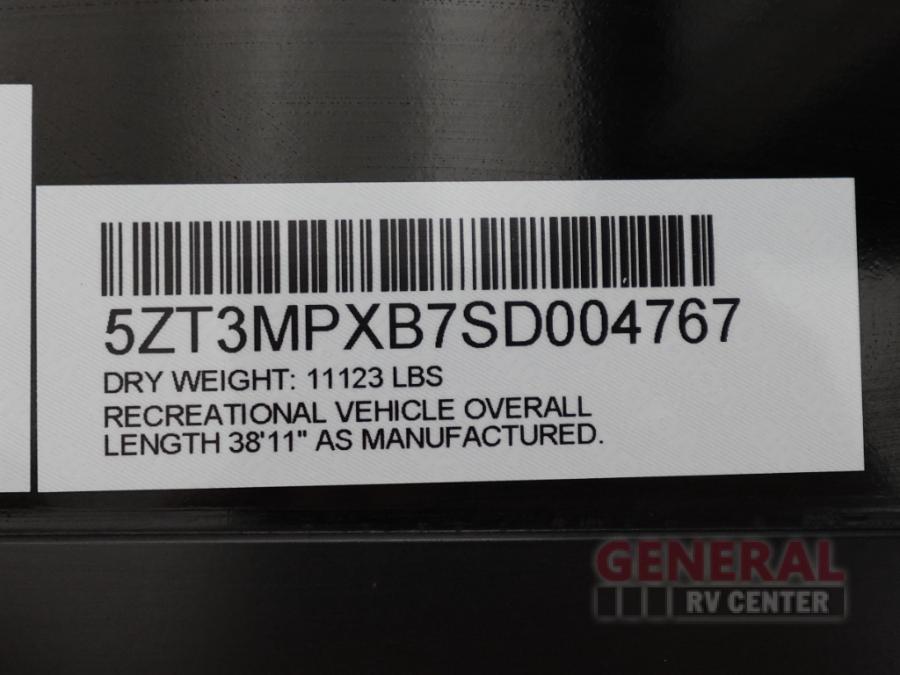 5ZT3MPXB7SD004767
DRY WEIGHT: 11123 LBS
RECREATIONAL VEHICLE OVERALL
LENGTH 38'11" AS MANUFACTURED.
GENERAL
RV CENTER